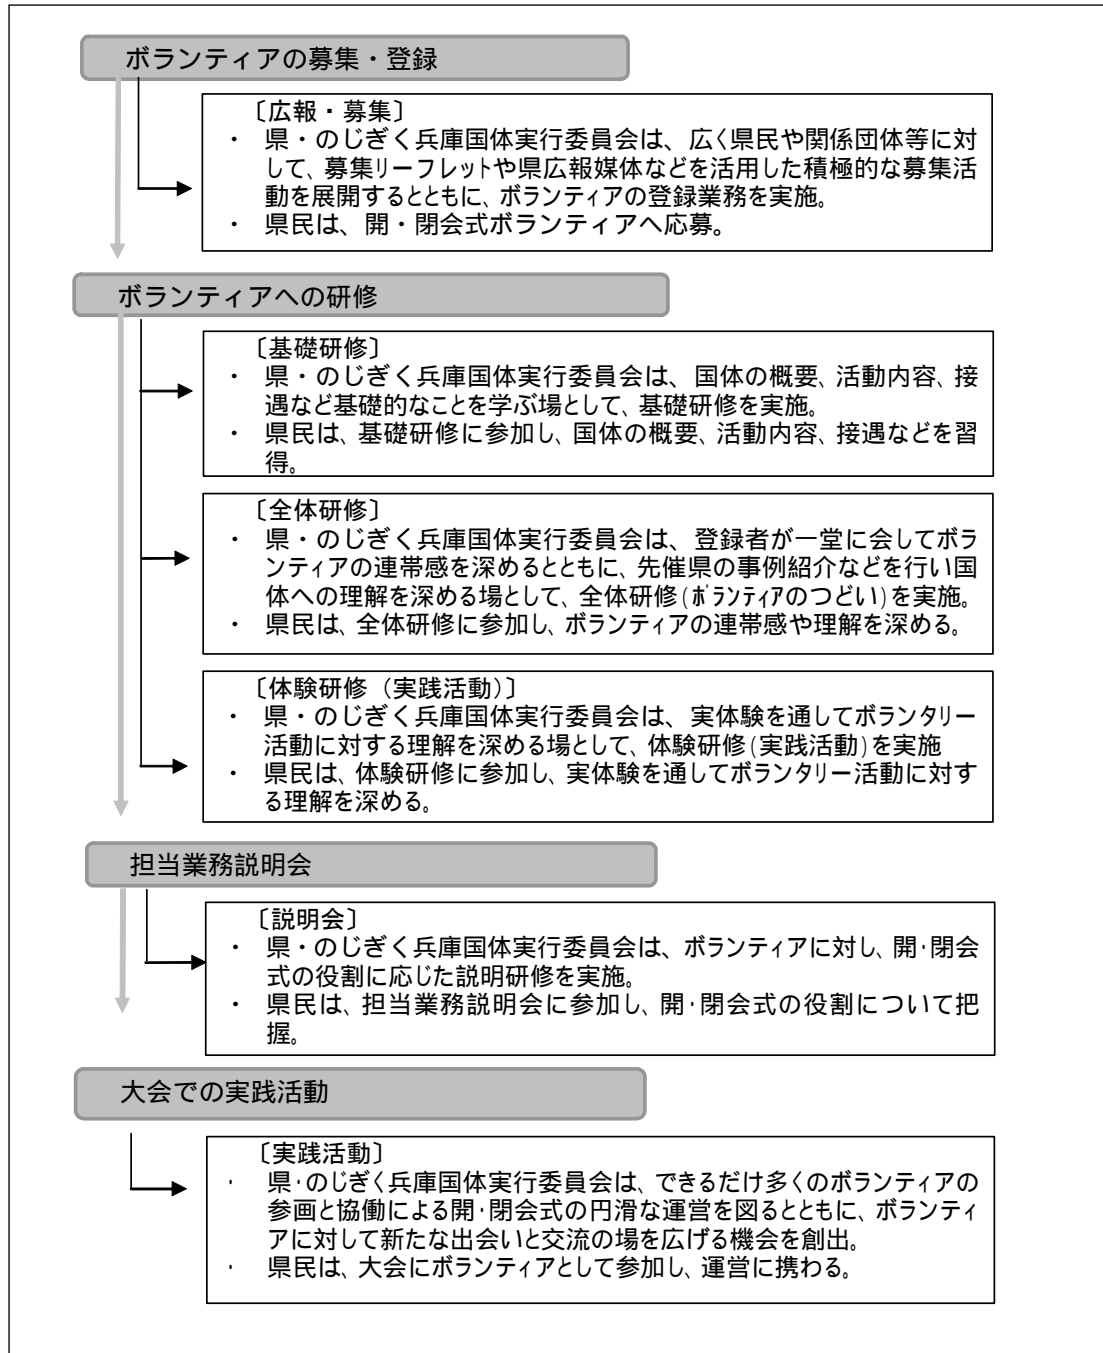 ボランティアの募集・登録
〔広報・募集〕
・ 県・のじぎく兵庫国体実行委員会は、広く県民や関係団体等に対
して、募集リーフレットや県広報媒体などを活用した積極的な募集活
動を展開するとともに、ボランティアの登録業務を実施。
・ 県民は、開・閉会式ボランティアへ応募。
ボランティアへの研修
〔基礎研修〕
・ 県・のじぎく兵庫国体実行委員会は、国体の概要、活動内容、接
遇など基礎的なことを学ぶ場として、基礎研修を実施。
・ 県民は、基礎研修に参加し、国体の概要、活動内容、接遇などを習
得。
〔全体研修〕
・ 県・のじぎく兵庫国体実行委員会は、登録者が一堂に会してボラ
ンティアの連帯感を深めるとともに、先催県の事例紹介などを行い国
体への理解を深める場として、全体研修(ボランティアのつどい)を実施。
・ 県民は、全体研修に参加し、ボランティアの連帯感や理解を深める。
〔体験研修（実践活動）〕
・ 県・のじぎく兵庫国体実行委員会は、実体験を通してボランタリー
活動に対する理解を深める場として、体験研修(実践活動)を実施
・ 県民は、体験研修に参加し、実体験を通してボランタリー活動に対す
る理解を深める。
担当業務説明会
〔説明会〕
・ 県・のじぎく兵庫国体実行委員会は、ボランティアに対し、開・閉会
式の役割に応じた説明研修を実施。
・ 県民は、担当業務説明会に参加し、開・閉会式の役割について把
握。
大会での実践活動
〔実践活動〕
・ 県・のじぎく兵庫国体実行委員会は、できるだけ多くのボランティアの
参画と協働による開・閉会式の円滑な運営を図るとともに、ボランティ
アに対して新たな出会いと交流の場を広げる機会を創出。
・ 県民は、大会にボランティアとして参加し、運営に携わる。